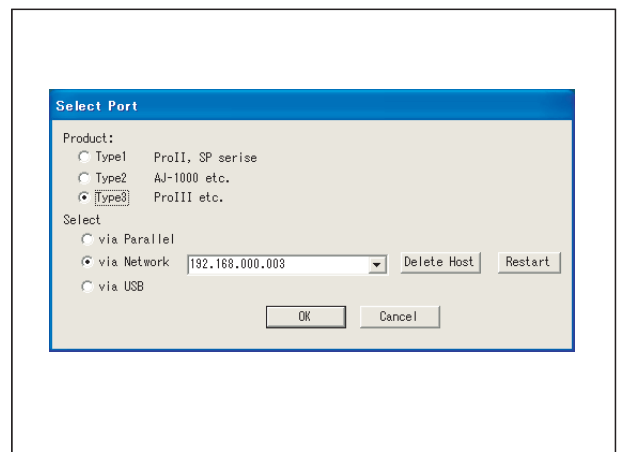 Select Port
Product:
Type1 ProII, SP serise
Type2 AJ-1000 etc.
Type3 ProIII etc.
Select
via Parallel
via Network 192.168.000.003 Delete Host Restart
via USB
OK Cancel